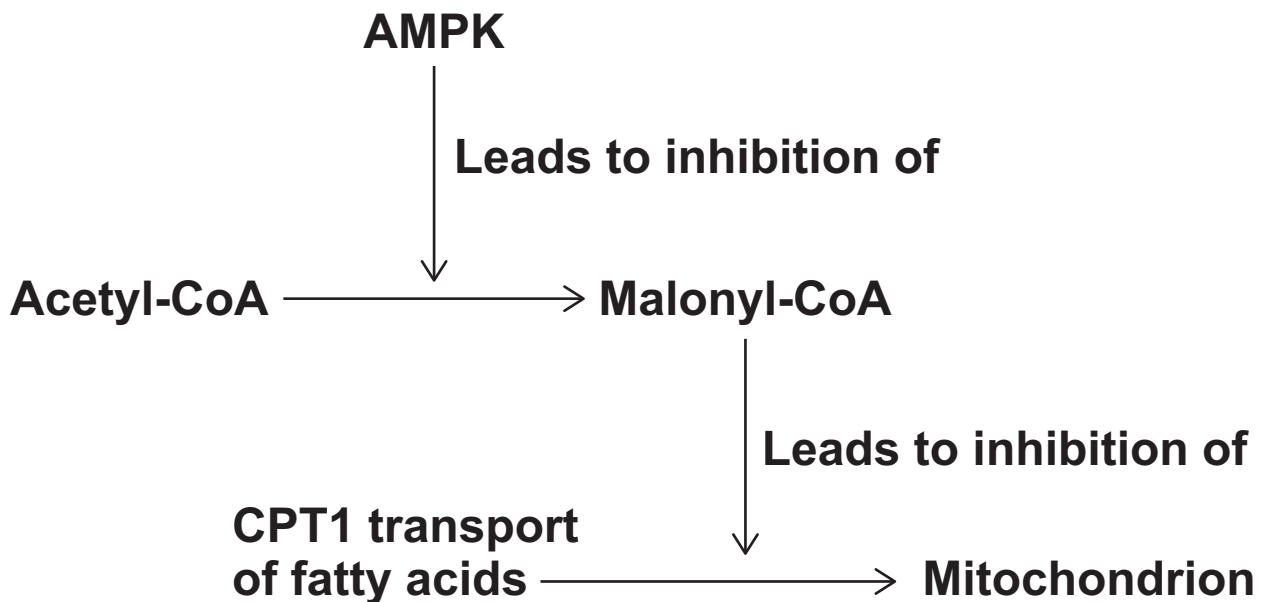 AMPK
Leads to inhibition of
Acetyl-CoA
Malonyl-CoA
Leads to inhibition of
CPT1 transport
of fatty acids
Mitochondrion